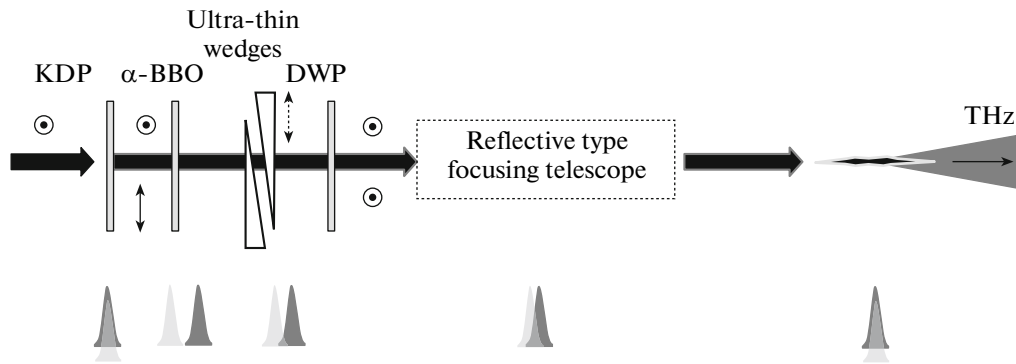 Ultra-thin
wedges
KDP
α-BBO
DWP
THz
Reflective type
focusing telescope